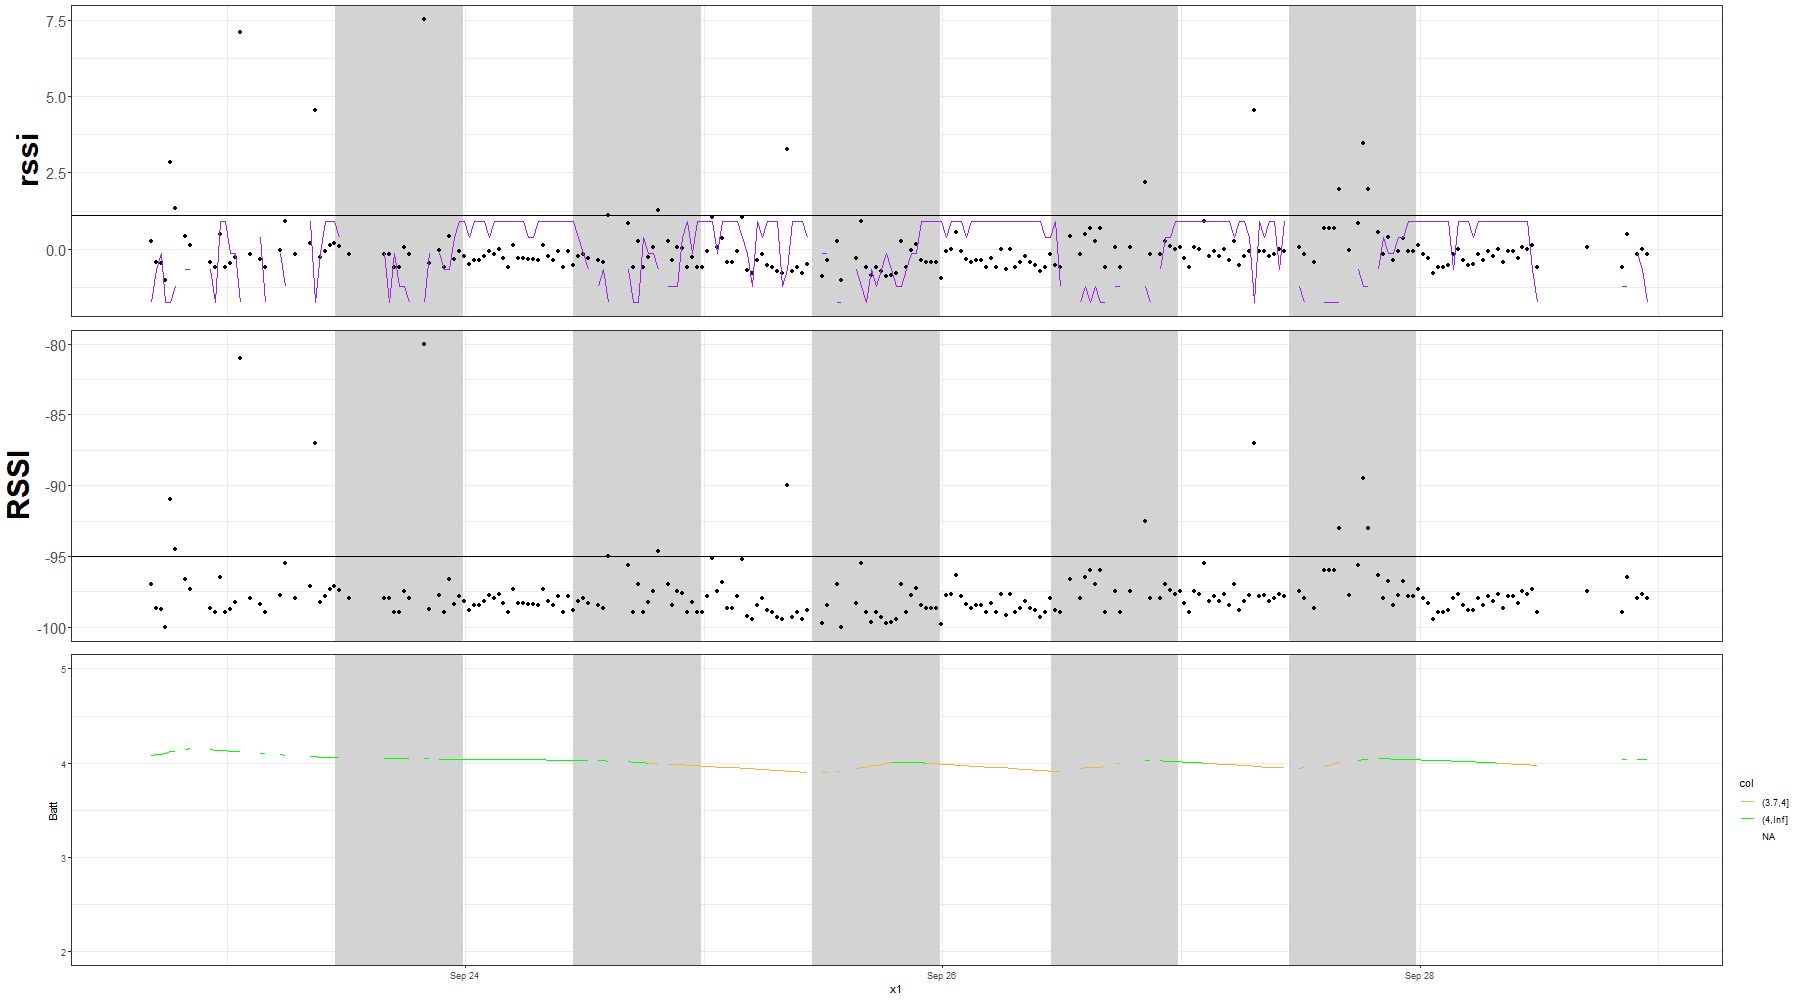 rssi
7.5
5.0
2.5
0.0
RSSI
-80
-85
-90
-95
-100
Batt
5
4
3
2
Sep 24
Sep 26
Sep 28
x1
col
(3.7,4]
(4,Inf]
NA